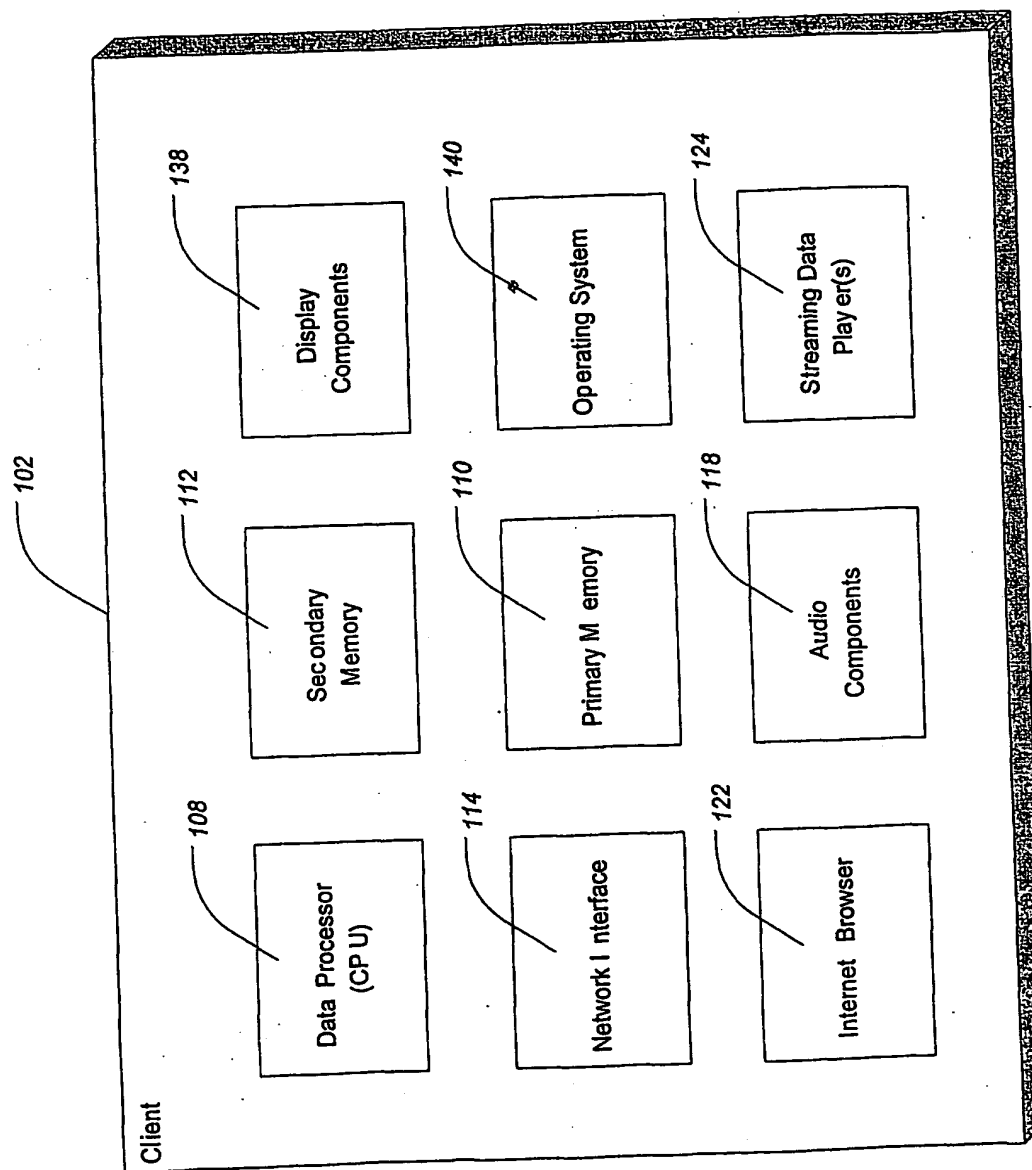 102
Client
108
Data Processor
(CPU)
112
Secondary
Memory
138
Display
Components
114
Network Interface
110
Primary Memory
140
Operating System
122
Internet Browser
118
Audio
Components
124
Streaming Data
Player(s)